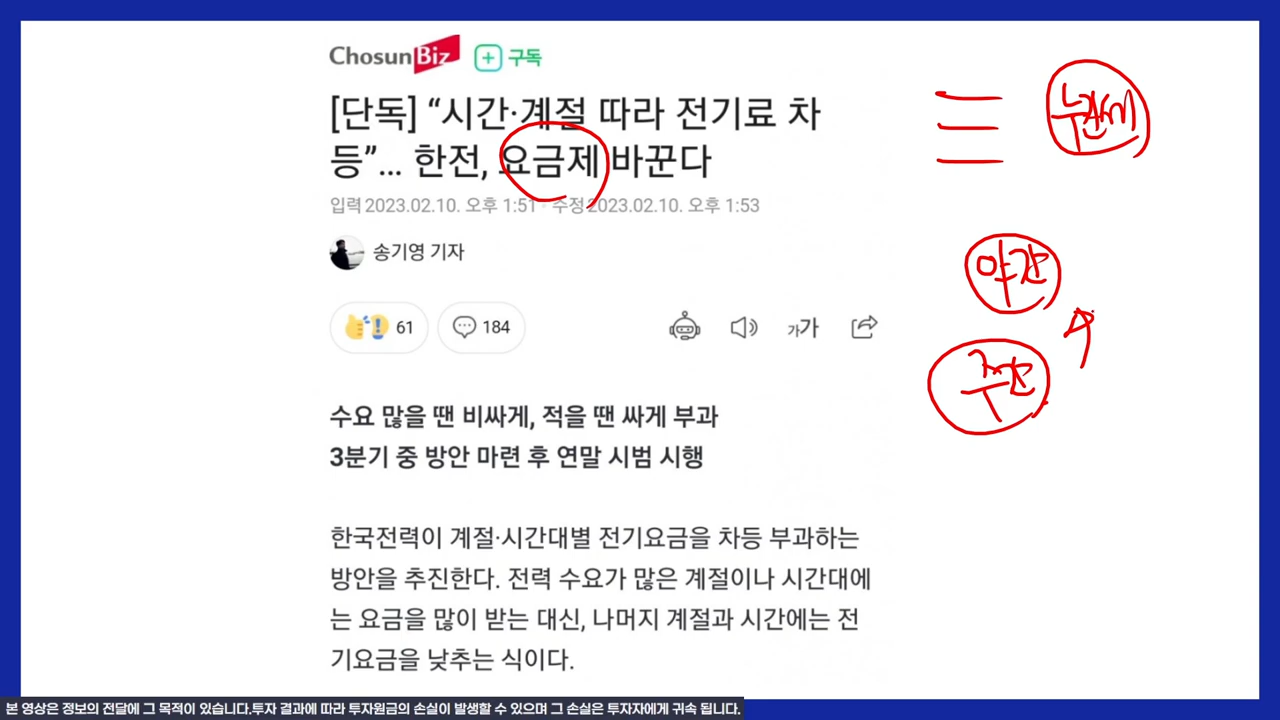 ChosunBiz 구독
[단독] “시간·계절 따라 전기료 차
등”... 한전, 요금제 바꾼다
입력 2023.02.10. 오후 1:51 · 수정 2023.02.10. 오후 1:53
송기영 기자
61 184
가가
수요 많을 땐 비싸게, 적을 땐 싸게 부과
3분기 중 방안 마련 후 연말 시범 시행
한국전력이 계절·시간대별 전기요금을 차등 부과하는
방안을 추진한다. 전력 수요가 많은 계절이나 시간대에
는 요금을 많이 받는 대신, 나머지 계절과 시간에는 전
기요금을 낮추는 식이다.
누진세
야간
주간
본 영상은 정보의 전달에 그 목적이 있습니다.투자 결과에 따라 투자원금의 손실이 발생할 수 있으며 그 손실은 투자자에게 귀속 됩니다.